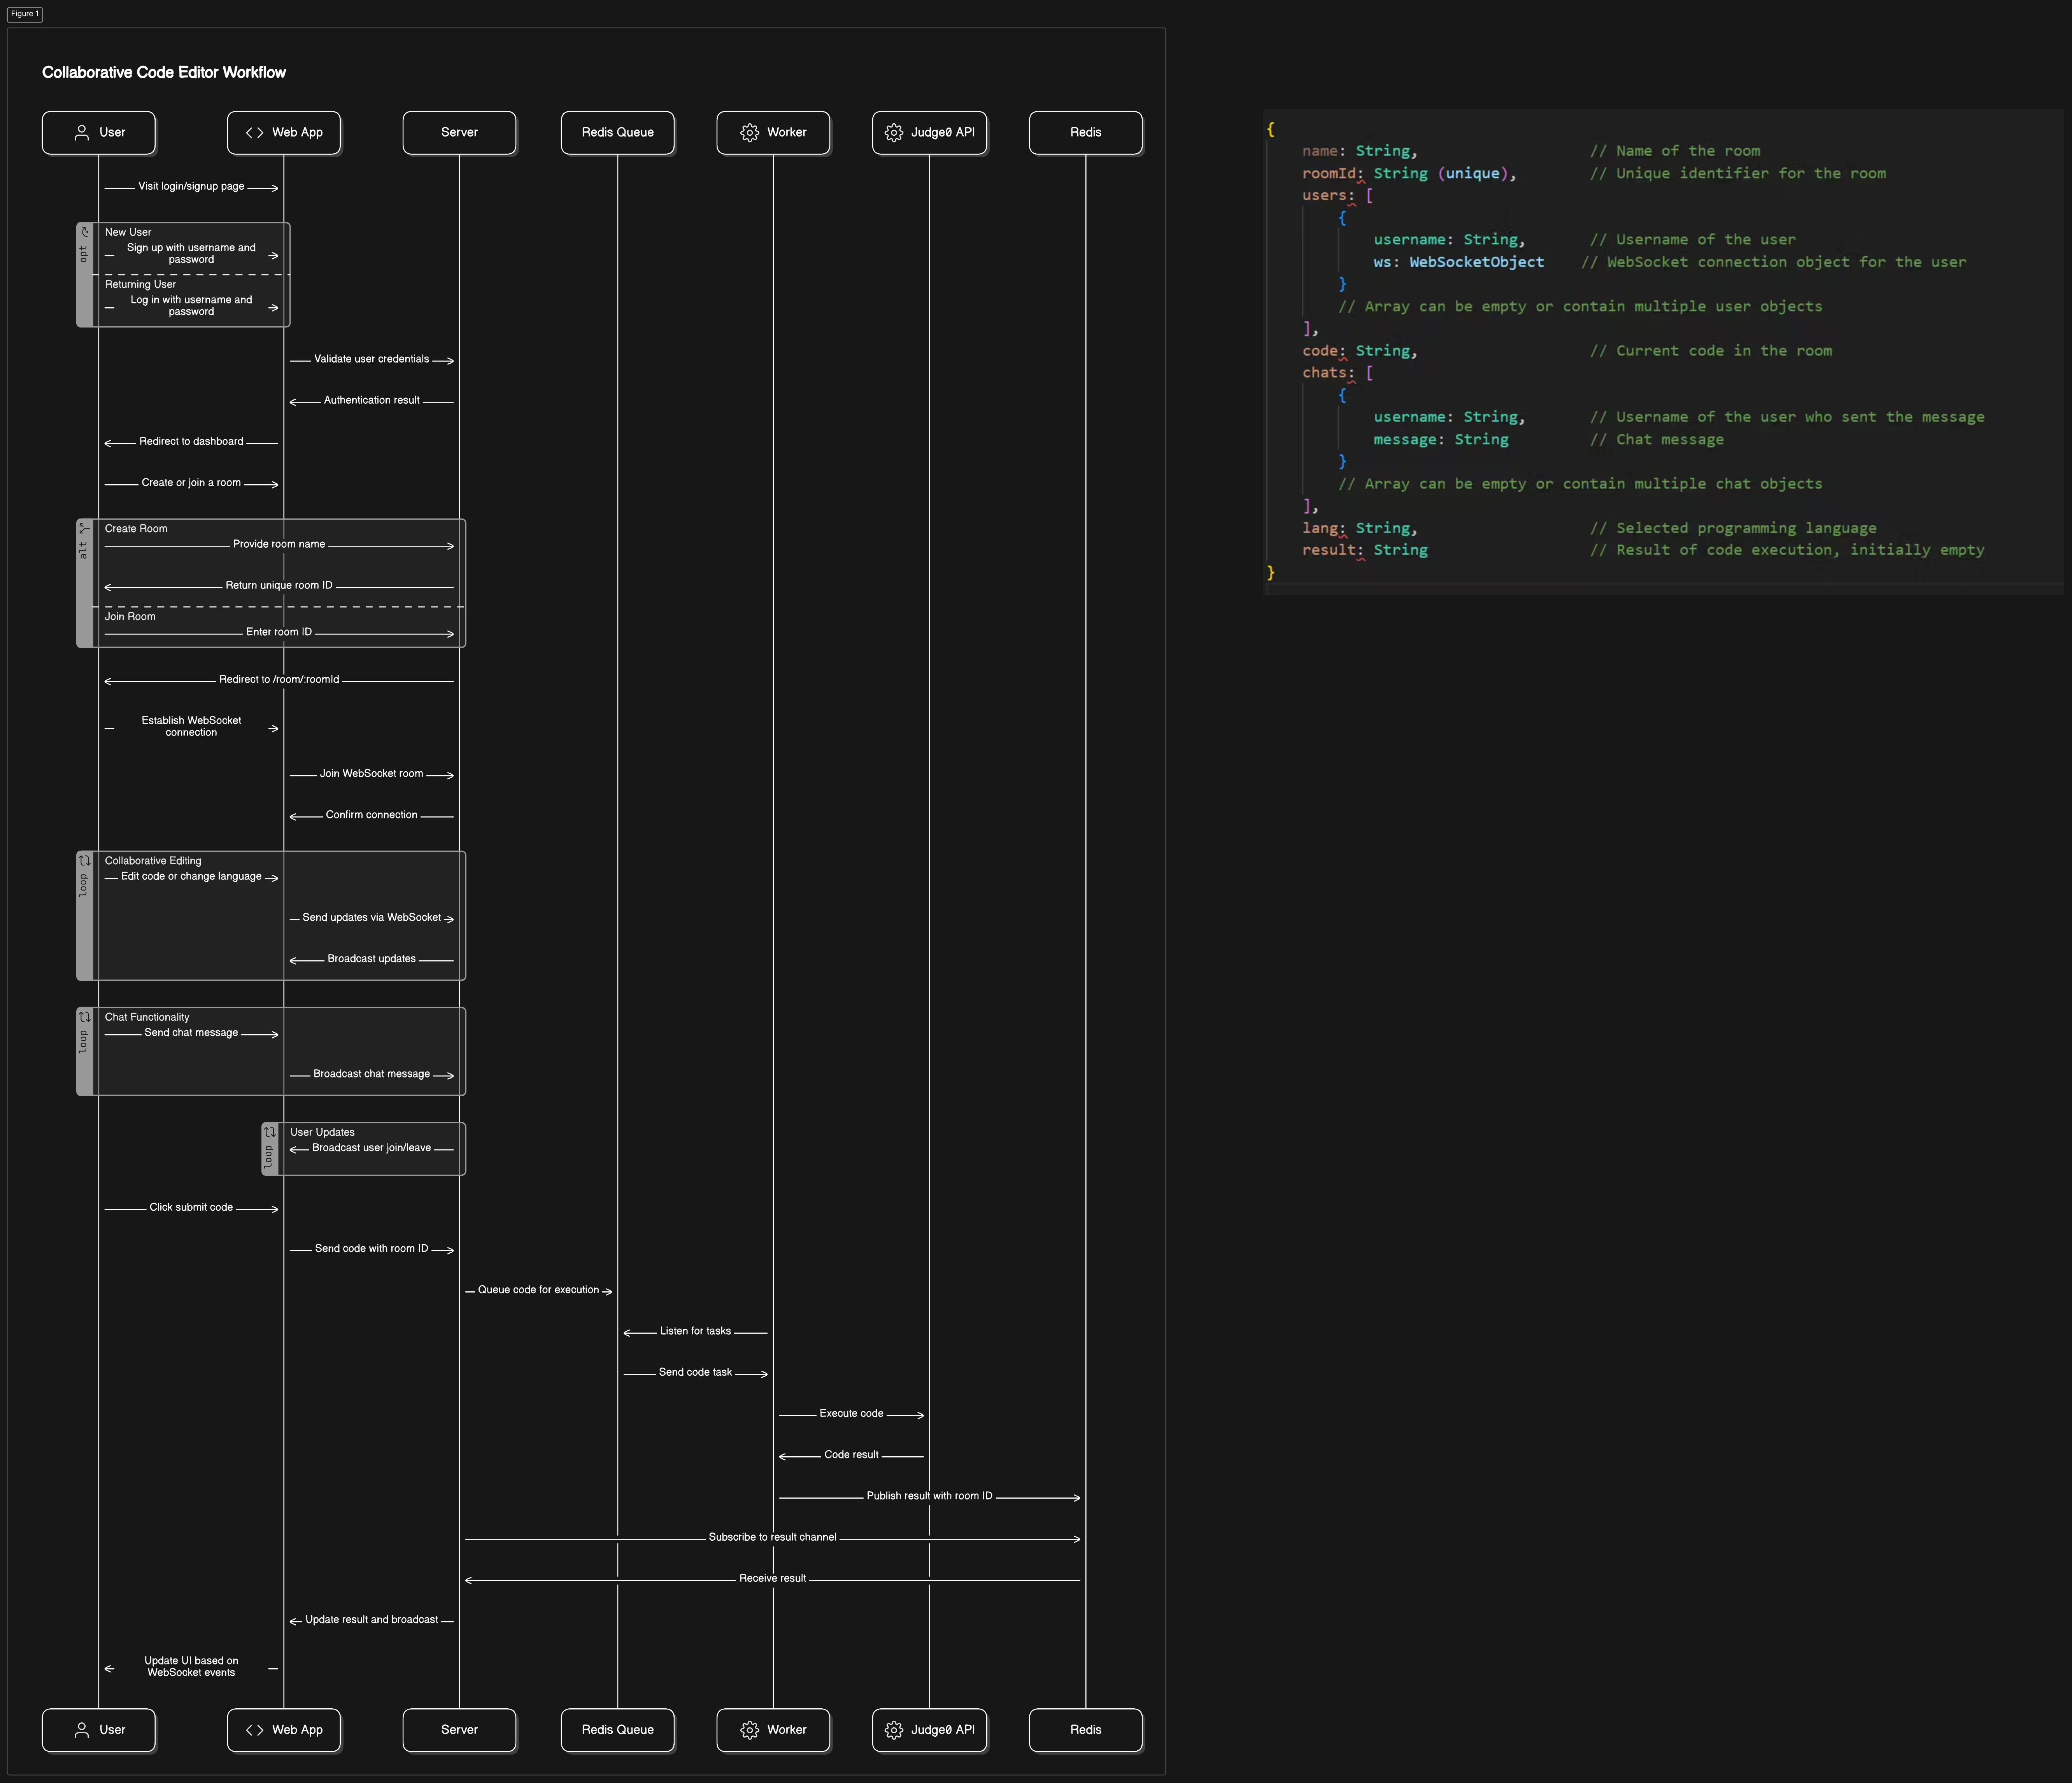 Figure 1
Collaborative Code Editor Workflow
User
Web App
Server
Redis Queue
Worker
Judge0 API
Redis
Visit login/signup page
opt
New User
Sign up with username and
password
Returning User
Log in with username and
password
Validate user credentials
Authentication result
Redirect to dashboard
Create or join a room
alt
Create Room
Provide room name
Return unique room ID
Join Room
Enter room ID
Redirect to /room/:roomId
Establish WebSocket
connection
Join WebSocket room
Confirm connection
loop
Collaborative Editing
Edit code or change language
Send updates via WebSocket
Broadcast updates
loop
Chat Functionality
Send chat message
Broadcast chat message
loop
User Updates
Broadcast user join/leave
Click submit code
Send code with room ID
Queue code for execution
Listen for tasks
Send code task
Execute code
Code result
Publish result with room ID
Subscribe to result channel
Receive result
Update result and broadcast
Update UI based on
WebSocket events
User
Web App
Server
Redis Queue
Worker
Judge0 API
Redis
{
name: String, // Name of the room
roomId: String (unique), // Unique identifier for the room
users: [
{
username: String, // Username of the user
ws: WebSocketObject // WebSocket connection object for the user
}
// Array can be empty or contain multiple user objects
],
code: String, // Current code in the room
chats: [
{
username: String, // Username of the user who sent the message
message: String // Chat message
}
// Array can be empty or contain multiple chat objects
],
lang: String, // Selected programming language
result: String // Result of code execution, initially empty
}